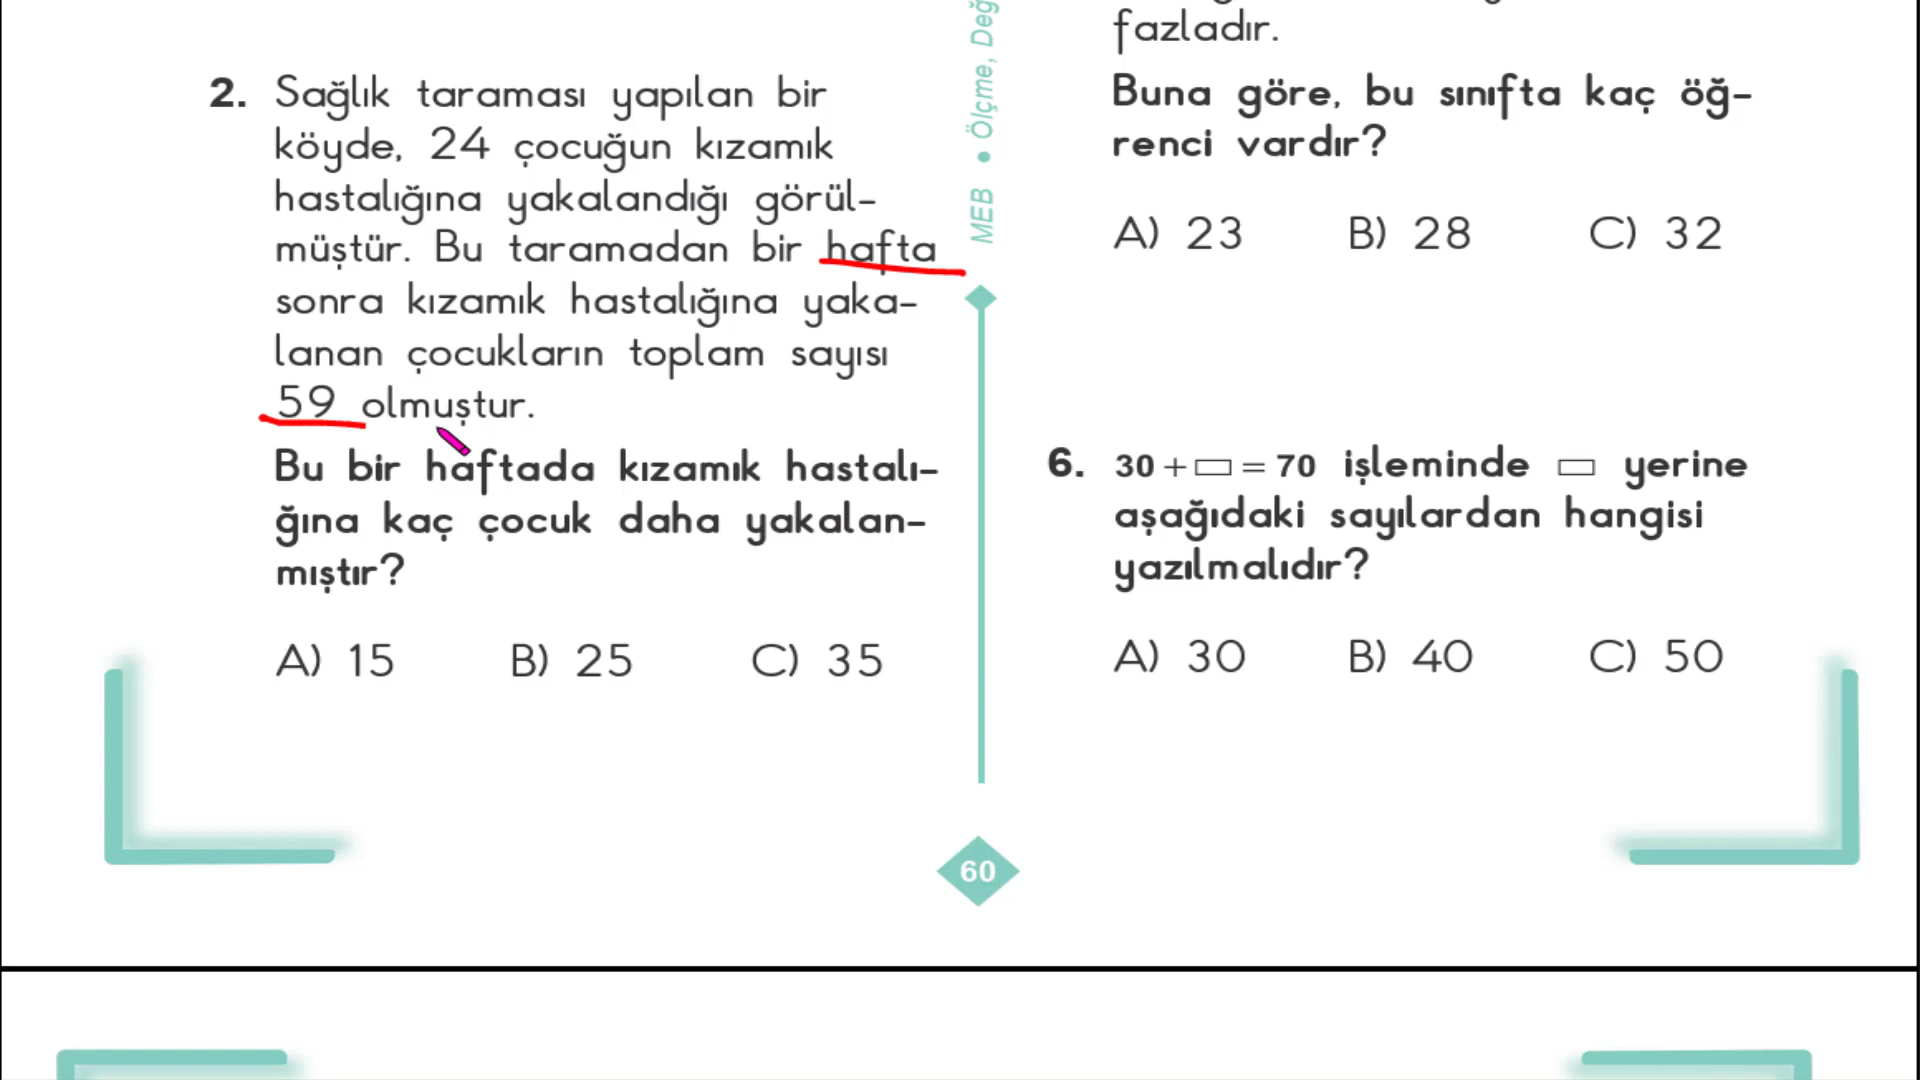 2. Sağlık taraması yapılan bir
köyde, 24 çocuğun kızamık
hastalığına yakalandığı görül-
müştür. Bu taramadan bir hafta
sonra kızamık hastalığına yaka-
lanan çocukların toplam sayısı
59 olmuştur.
Bu bir haftada kızamık hastalı-
ğına kaç çocuk daha yakalan-
mıştır?
A) 15 B) 25 C) 35
MEB • Ölçme,
fazladır.
Buna göre, bu sınıfta kaç öğ-
renci vardır?
A) 23 B) 28 C) 32
6. 30 + ▭ = 70 işleminde ▭ yerine
aşağıdaki sayılardan hangisi
yazılmalıdır?
A) 30 B) 40 C) 50
60